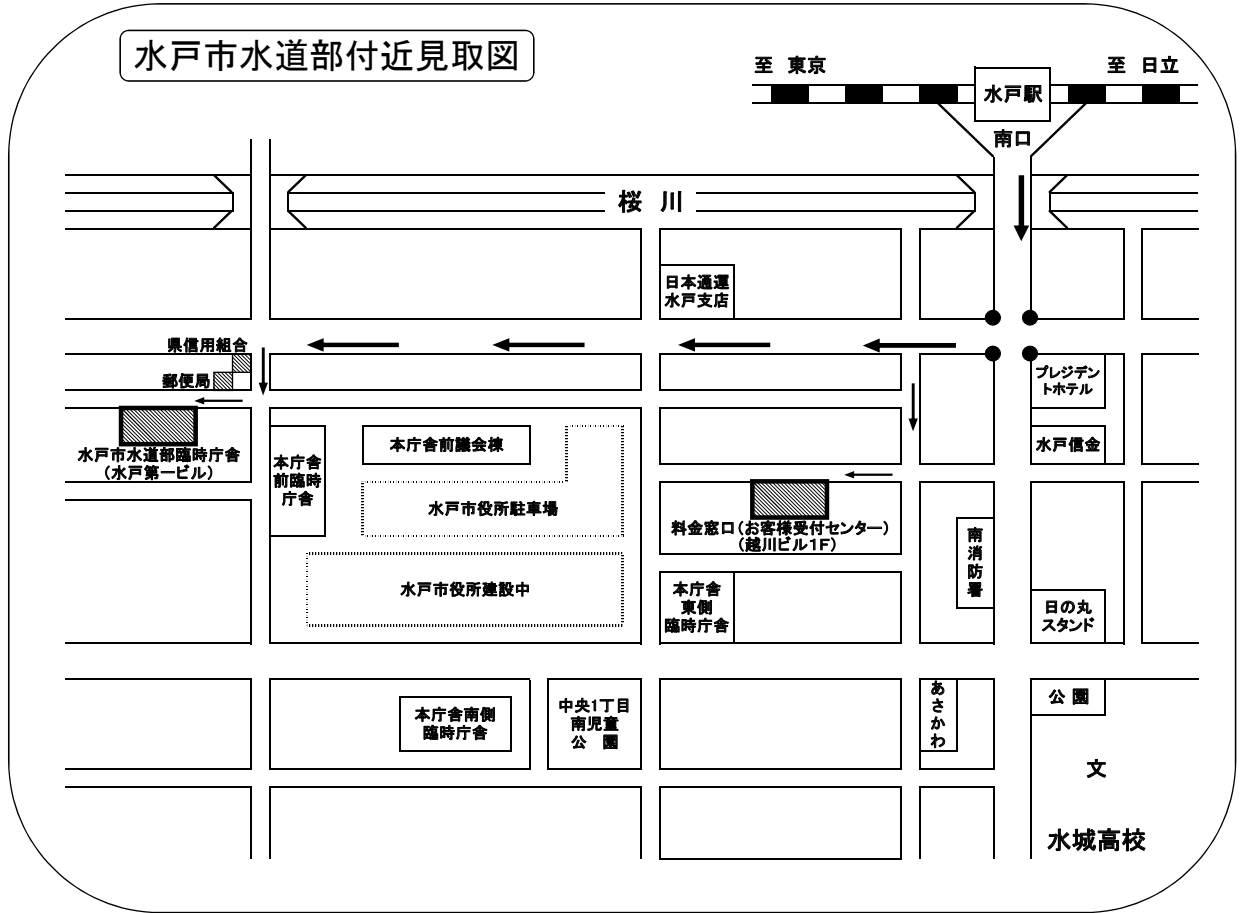 水戸市水道部付近見取図
至 東京
至 日立
水戸駅
南口
桜 川
日本通運
水戸支店
県信用組合
郵便局
プレジデン
トホテル
水戸市水道部臨時庁舎
(水戸第一ビル)
本庁舎
前臨時
庁舎
本庁舎前議会棟
水戸信金
水戸市役所駐車場
料金窓口(お客様受付センター)
(越川ビル1F)
南消防署
水戸市役所建設中
本庁舎
東側
臨時庁舎
日の丸
スタンド
本庁舎南側
臨時庁舎
中央1丁目
南児童
公 園
あさかわ
公 園
文
水城高校